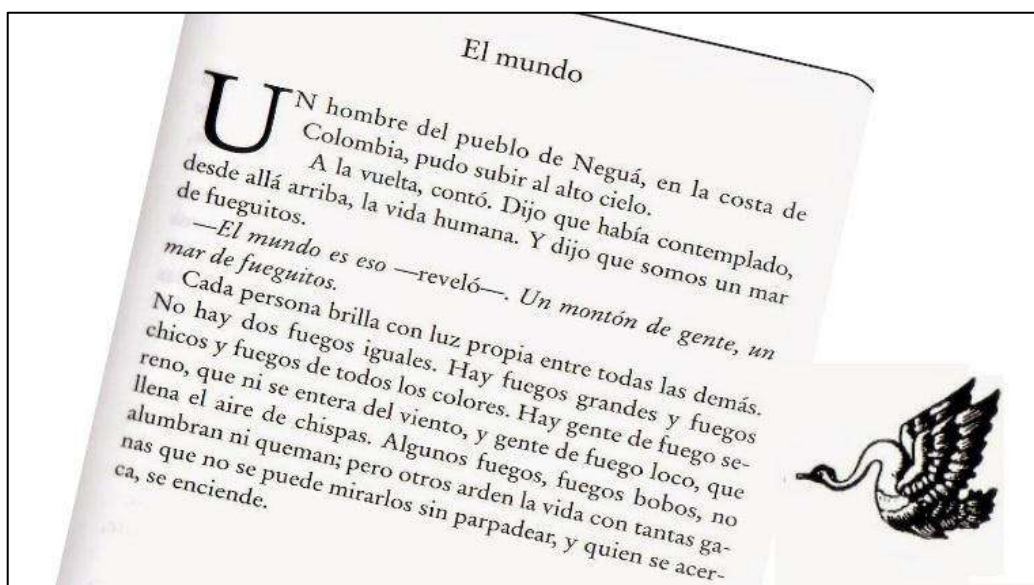 El mundo
UN hombre del pueblo de Neguá, en la costa de
Colombia, pudo subir al alto cielo.
A la vuelta, contó. Dijo que había contemplado,
desde allá arriba, la vida humana. Y dijo que somos un mar
de fueguitos.
—El mundo es eso —reveló—. Un montón de gente, un
mar de fueguitos.
Cada persona brilla con luz propia entre todas las demás.
No hay dos fuegos iguales. Hay fuegos grandes y fuegos
chicos y fuegos de todos los colores. Hay gente de fuego se-
reno, que ni se entera del viento, y gente de fuego loco, que
llena el aire de chispas. Algunos fuegos, fuegos bobos, no
alumbran ni queman; pero otros arden la vida con tantas ga-
nas que no se puede mirarlos sin parpadear, y quien se acer-
ca, se enciende.